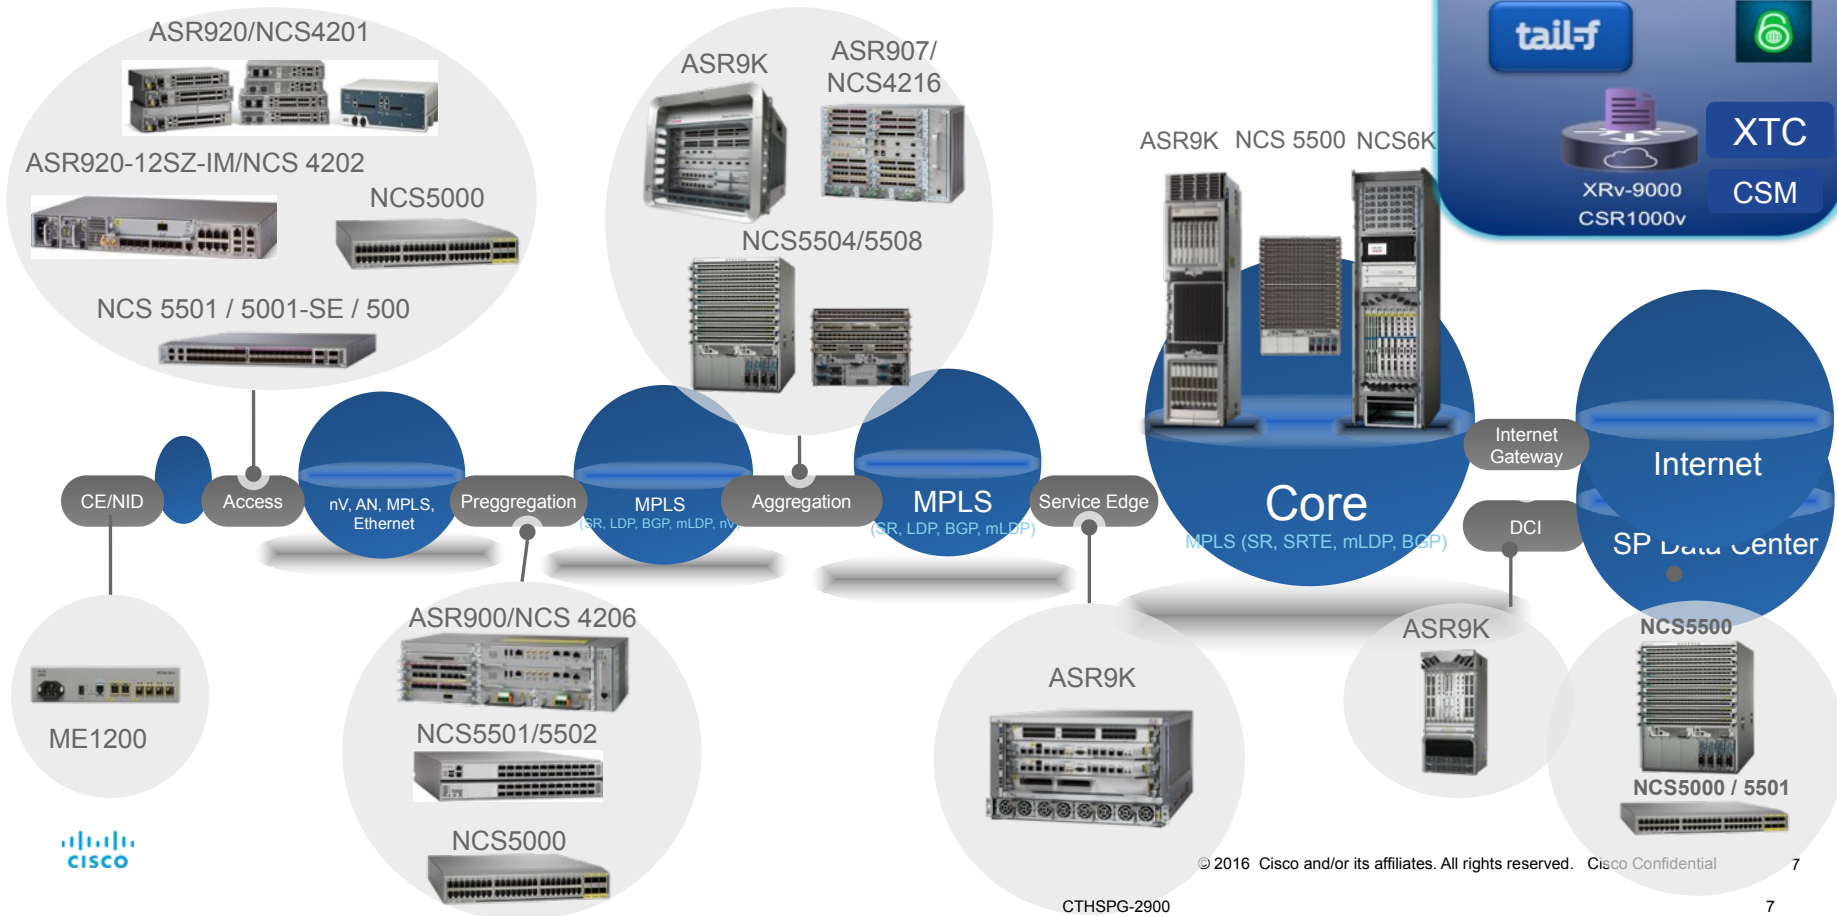 ASR920/NCS4201
ASR920-12SZ-IM/NCS 4202
NCS5000
NCS 5501 / 5001-SE / 500
ASR9K
ASR907/
NCS4216
NCS5504/5508
ASR9K
NCS 5500
NCS6K
tail-f
XRv-9000
CSR1000v
XTC
CSM
CE/NID
Access
nV, AN, MPLS,
Ethernet
Preggregation
MPLS
(SR, LDP, BGP, mLDP, nV)
Aggregation
MPLS
(SR, LDP, BGP, mLDP)
Service Edge
Core
MPLS (SR, SRTE, mLDP, BGP)
Internet
Gateway
DCI
Internet
SP Data Center
ME1200
ASR900/NCS 4206
NCS5501/5502
NCS5000
ASR9K
ASR9K
NCS5500
NCS5000 / 5501
CISCO
© 2016 Cisco and/or its affiliates. All rights reserved. Cisco Confidential
7
CTHSPG-2900
7